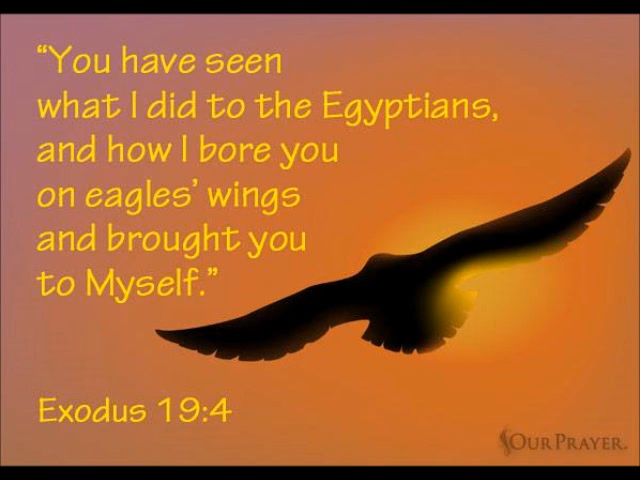 “You have seen
what I did to the Egyptians,
and how I bore you
on eagles’ wings
and brought you
to Myself.”
Exodus 19:4
OURPRAYER.